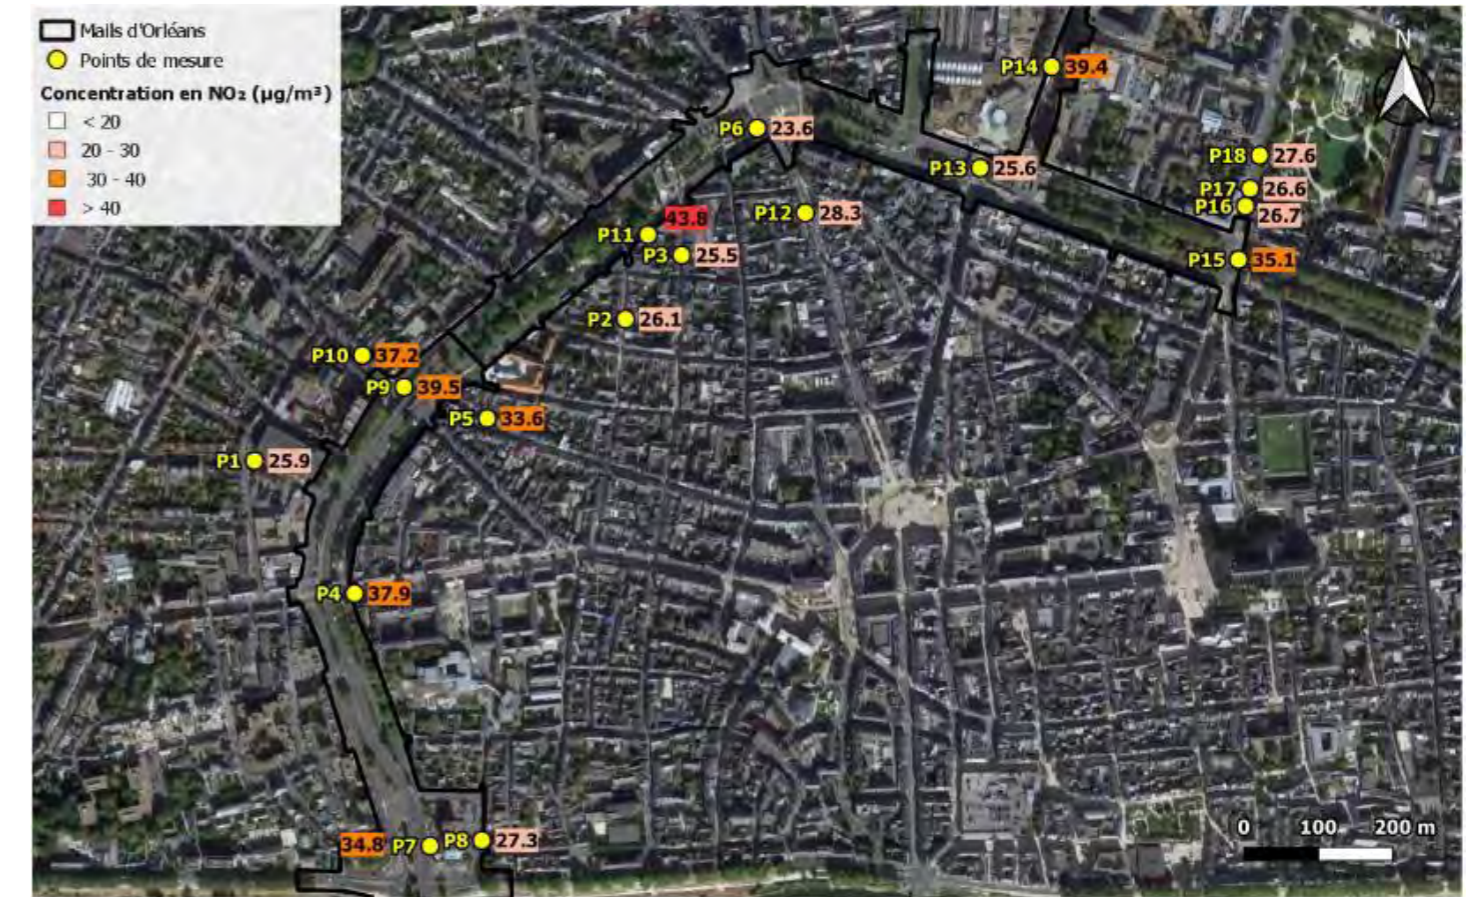 Mails d'Orléans
Points de mesure
Concentration en NO₂ (µg/m³)
< 20
20 - 30
30 - 40
> 40
N
P14 39.4
P6 23.6
P18 27.6
P13 25.6
P17 26.6
P16 26.7
P12 28.3
43.8
P11
P3 25.5
P15 35.1
P2 26.1
P10 37.2
P9 39.5
P5 33.6
P1 25.9
P4 37.9
0 100 200 m
34.8 P7 P8 27.3